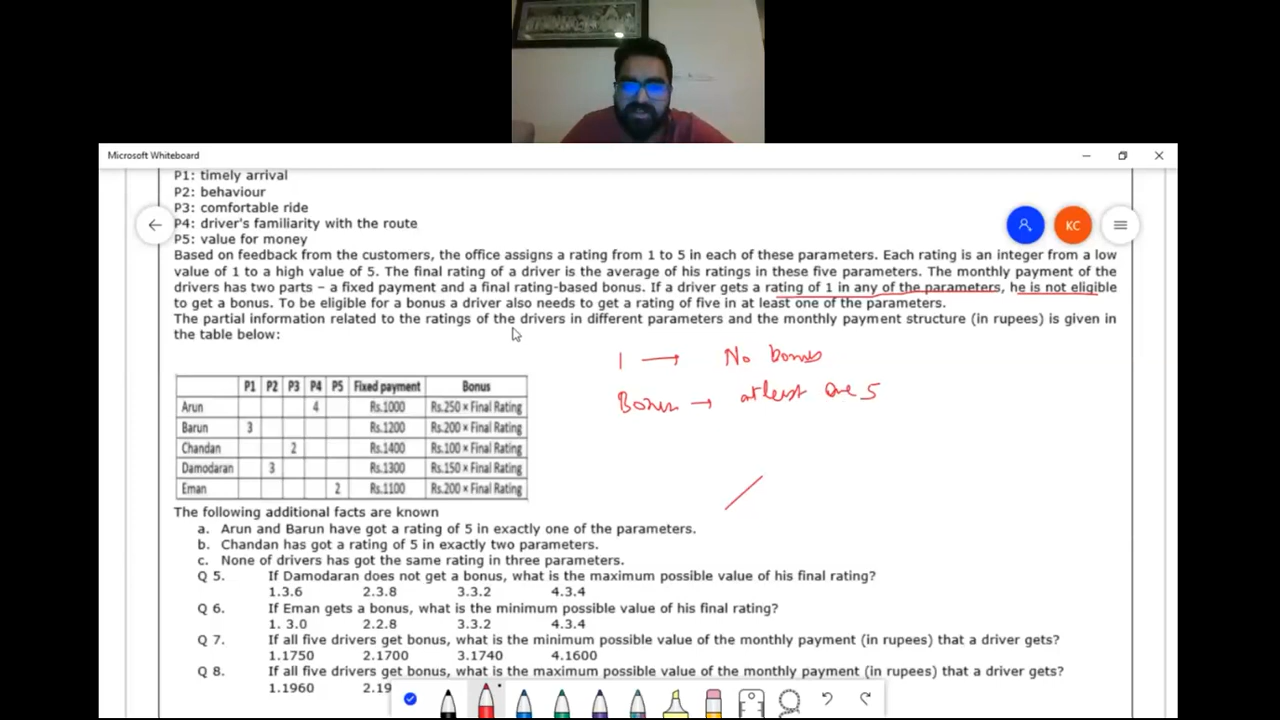 Microsoft Whiteboard
P1: timely arrival
P2: behaviour
P3: comfortable ride
P4: driver's familiarity with the route
P5: value for money
KC
Based on feedback from the customers, the office assigns a rating from 1 to 5 in each of these parameters. Each rating is an integer from a low
value of 1 to a high value of 5. The final rating of a driver is the average of his ratings in these five parameters. The monthly payment of the
drivers has two parts – a fixed payment and a final rating-based bonus. If a driver gets a rating of 1 in any of the parameters, he is not eligible
to get a bonus. To be eligible for a bonus a driver also needs to get a rating of five in at least one of the parameters.
The partial information related to the ratings of the drivers in different parameters and the monthly payment structure (in rupees) is given in
the table below:
1 → No bonus
Bonus → atleast one 5
P1 P2 P3 P4 P5 Fixed payment Bonus
Arun 4 Rs.1000 Rs.250 × Final Rating
Barun 3 Rs.1200 Rs.200 × Final Rating
Chandan 2 Rs.1400 Rs.100 × Final Rating
Damodaran 3 Rs.1300 Rs.150 × Final Rating
Eman 2 Rs.1100 Rs.200 × Final Rating
The following additional facts are known
a. Arun and Barun have got a rating of 5 in exactly one of the parameters.
b. Chandan has got a rating of 5 in exactly two parameters.
c. None of drivers has got the same rating in three parameters.
Q 5. If Damodaran does not get a bonus, what is the maximum possible value of his final rating?
1.3.6 2.3.8 3.3.2 4.3.4
Q 6. If Eman gets a bonus, what is the minimum possible value of his final rating?
1. 3.0 2.2.8 3.3.2 4.3.4
Q 7. If all five drivers get bonus, what is the minimum possible value of the monthly payment (in rupees) that a driver gets?
1.1750 2.1700 3.1740 4.1600
Q 8. If all five drivers get bonus, what is the maximum possible value of the monthly payment (in rupees) that a driver gets?
1.1960 2.19